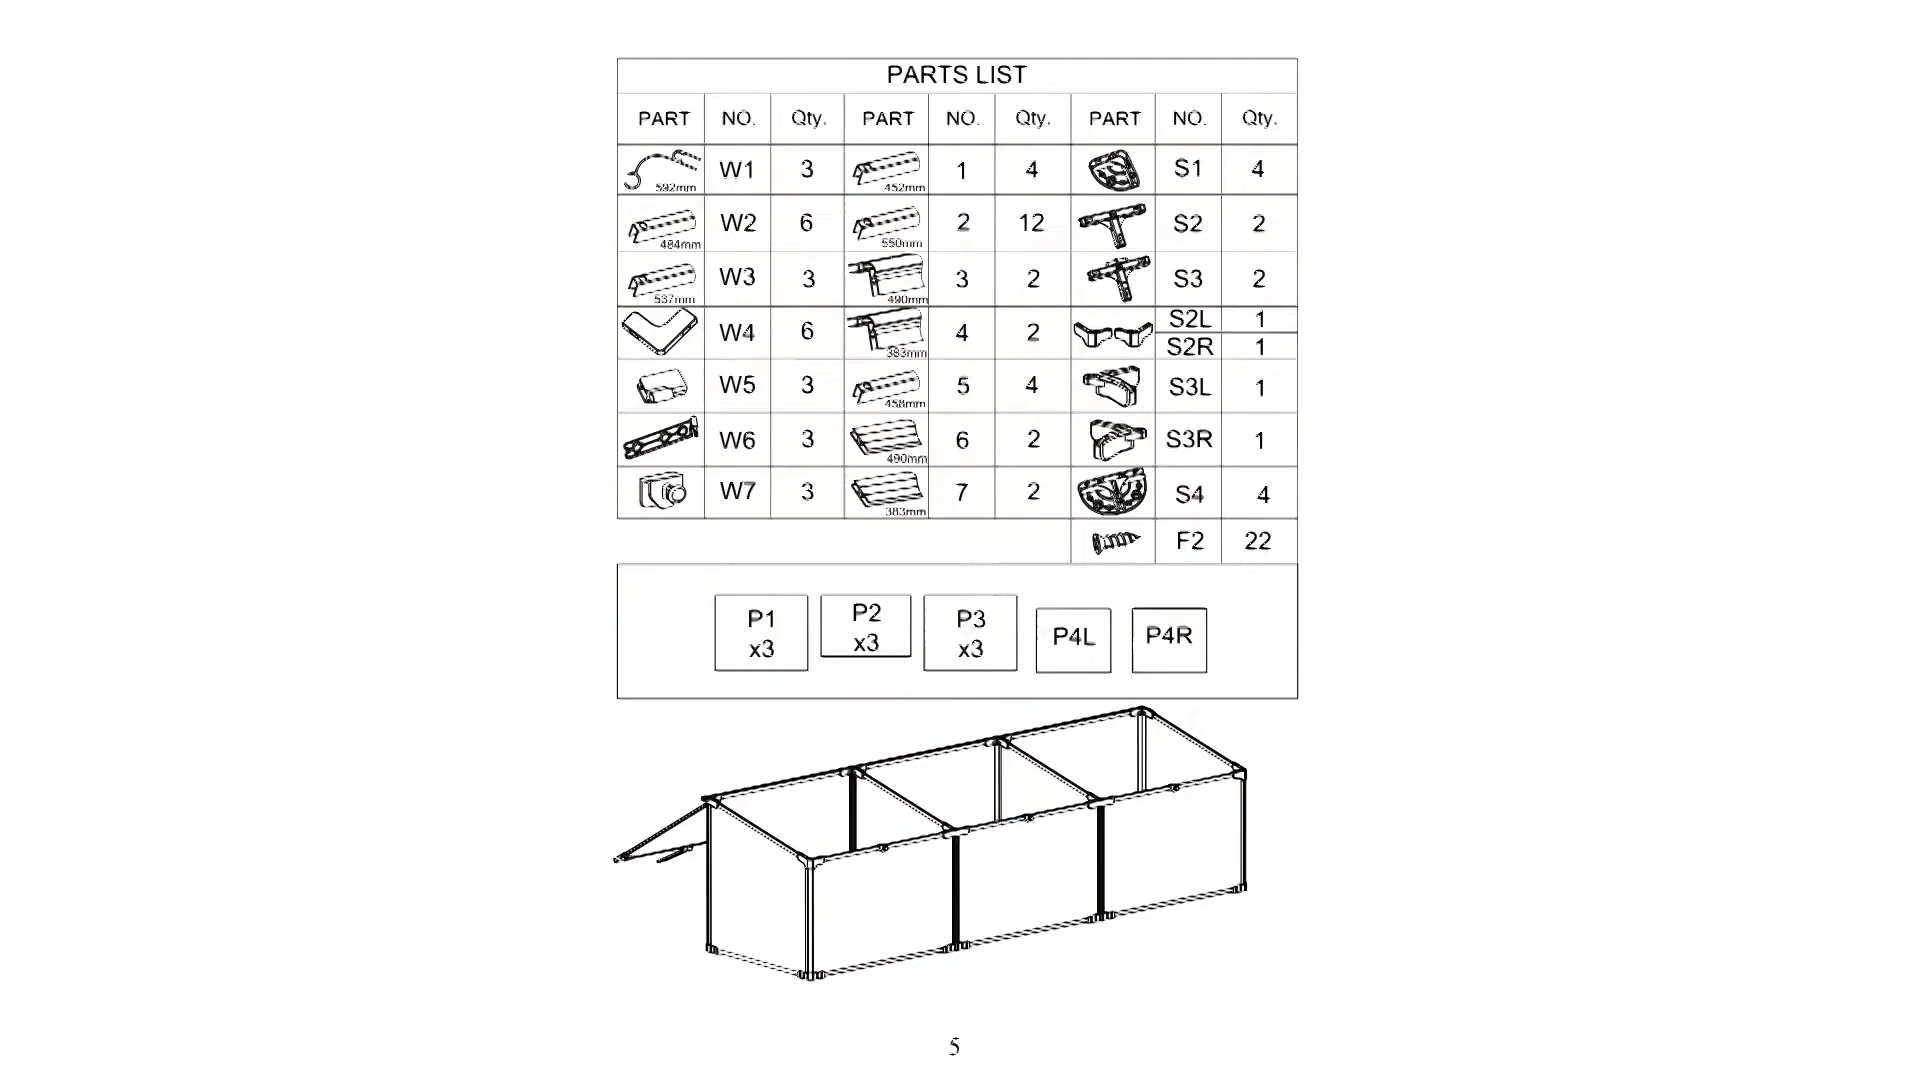 PARTS LIST
PART NO. Qty. PART NO. Qty. PART NO. Qty.
592mm W1 3 452mm 1 4 S1 4
484mm W2 6 550mm 2 12 S2 2
537mm W3 3 490mm 3 2 S3 2
W4 6 383mm 4 2 S2L 1
S2R 1
W5 3 458mm 5 4 S3L 1
W6 3 490mm 6 2 S3R 1
W7 3 383mm 7 2 S4 4
F2 22
P1 x3 P2 x3 P3 x3 P4L P4R
5